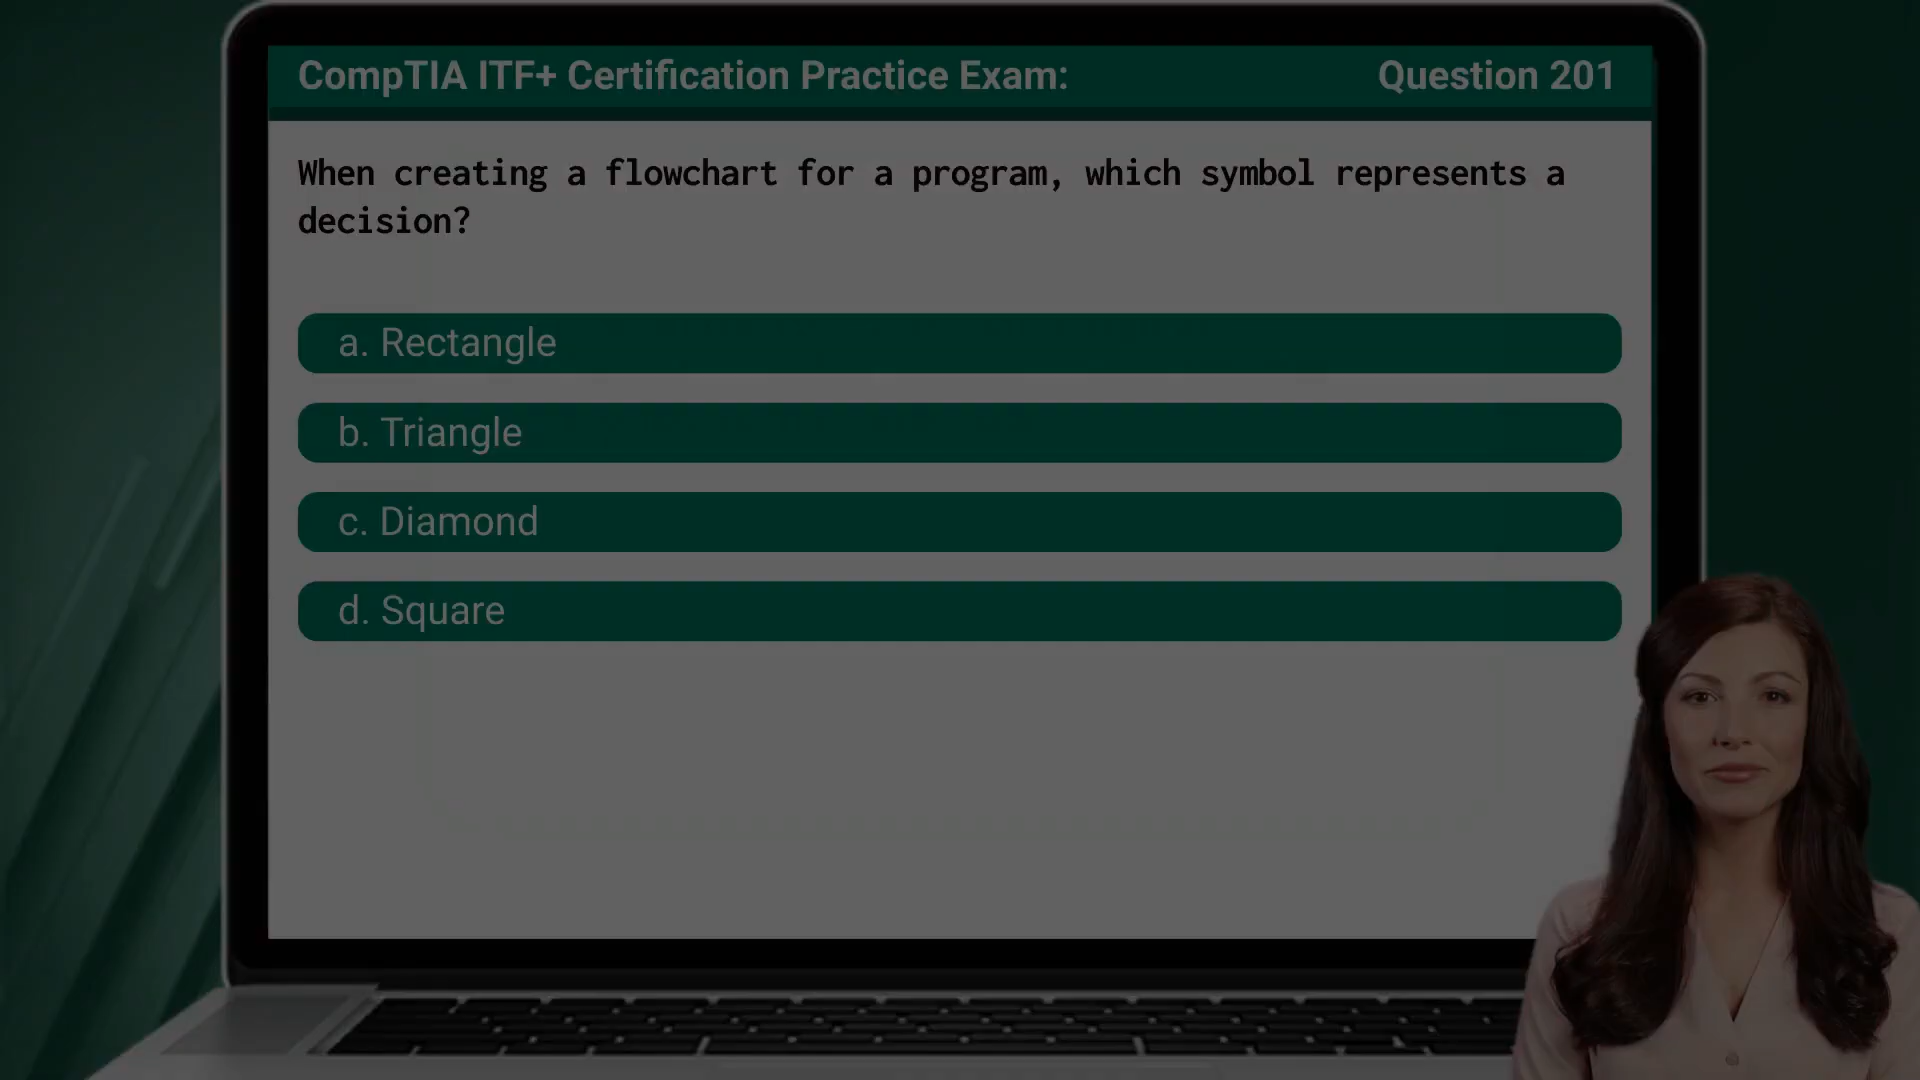 CompTIA ITF+ Certification Practice Exam: Question 201
When creating a flowchart for a program, which symbol represents a
decision?
a. Rectangle
b. Triangle
c. Diamond
d. Square